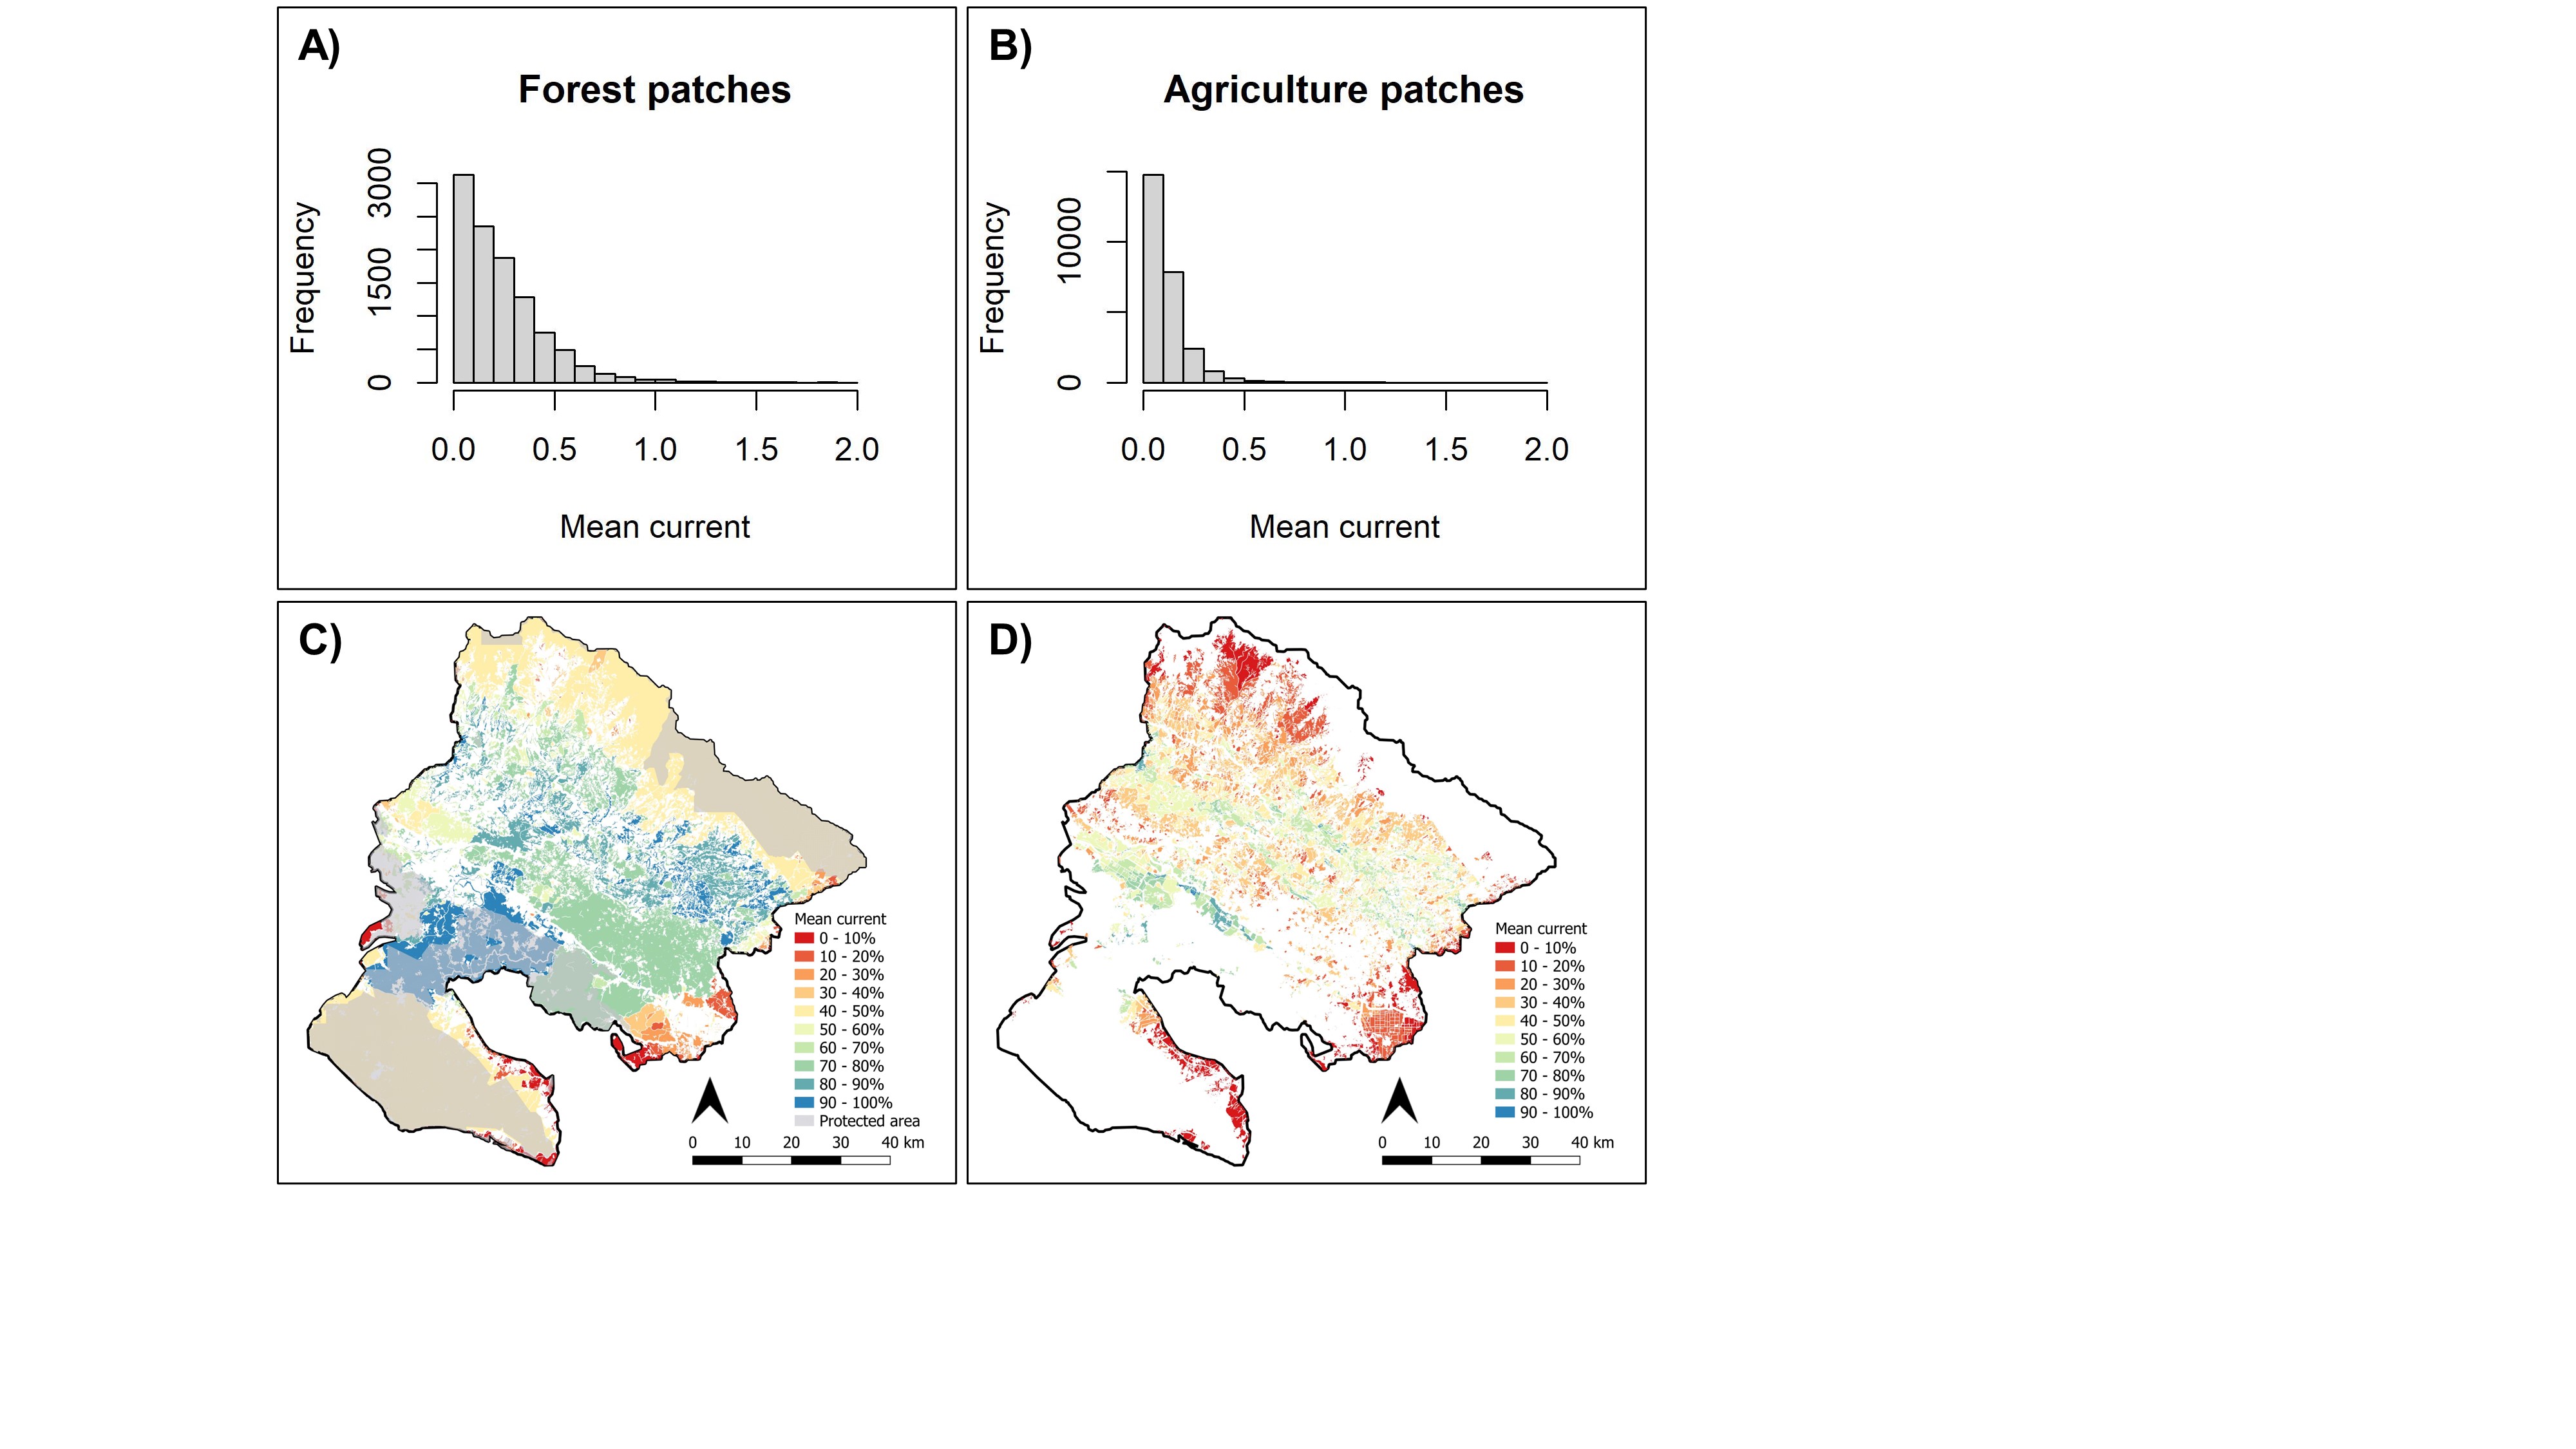 A)
Forest patches
Frequency
3000
1500
0
0.0 0.5 1.0 1.5 2.0
Mean current
B)
Agriculture patches
Frequency
10000
0
0.0 0.5 1.0 1.5 2.0
Mean current
C)
Mean current
0 - 10%
10 - 20%
20 - 30%
30 - 40%
40 - 50%
50 - 60%
60 - 70%
70 - 80%
80 - 90%
90 - 100%
Protected area
0 10 20 30 40 km
D)
Mean current
0 - 10%
10 - 20%
20 - 30%
30 - 40%
40 - 50%
50 - 60%
60 - 70%
70 - 80%
80 - 90%
90 - 100%
0 10 20 30 40 km